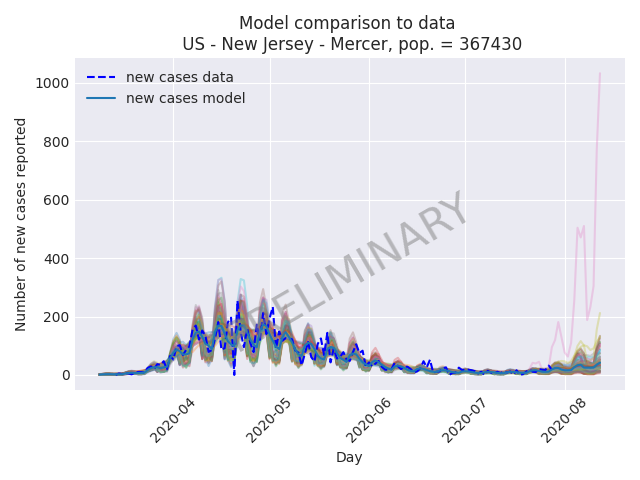 Model comparison to data
US - New Jersey - Mercer, pop. = 367430
new cases data
new cases model
Number of new cases reported
1000
800
600
400
200
0
PRELIMINARY
2020-04
2020-05
2020-06
2020-07
2020-08
Day